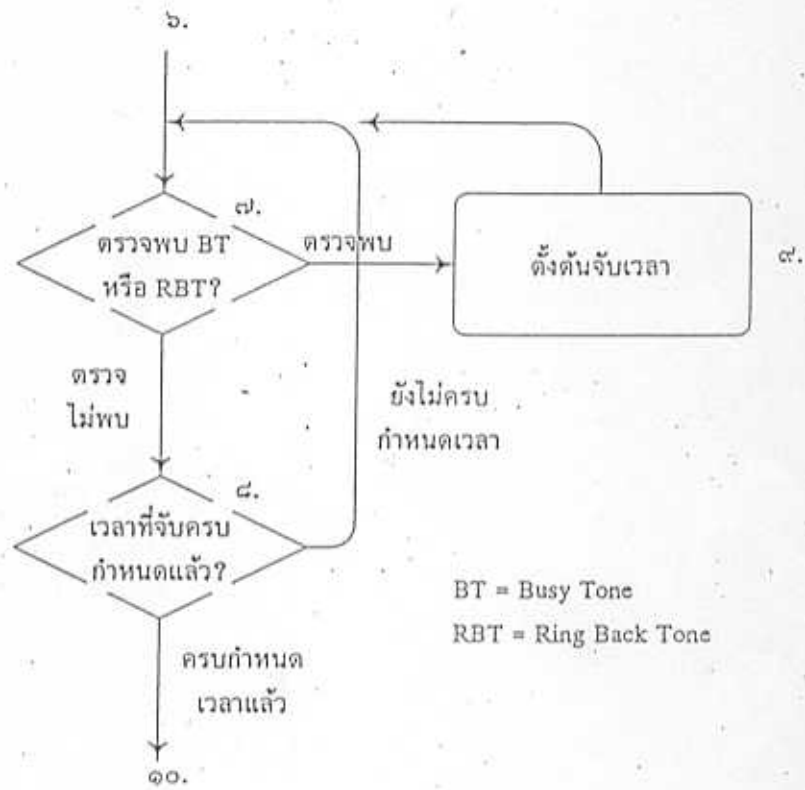 ๖.
๗.
ตรวจพบ BT
หรือ RBT?
ตรวจพบ
ตั้งต้นจับเวลา
๙.
ตรวจ
ไม่พบ
ยังไม่ครบ
กำหนดเวลา
๘.
เวลาที่จับครบ
กำหนดแล้ว?
BT = Busy Tone
RBT = Ring Back Tone
ครบกำหนด
เวลาแล้ว
๑๐.